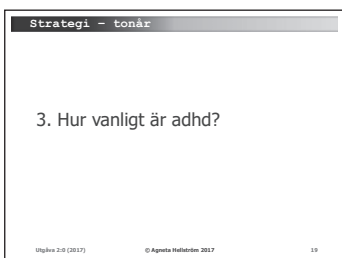 Strategi – tonår
3. Hur vanligt är adhd?
Utgåva 2:0 (2017) © Agneta Hellström 2017 19